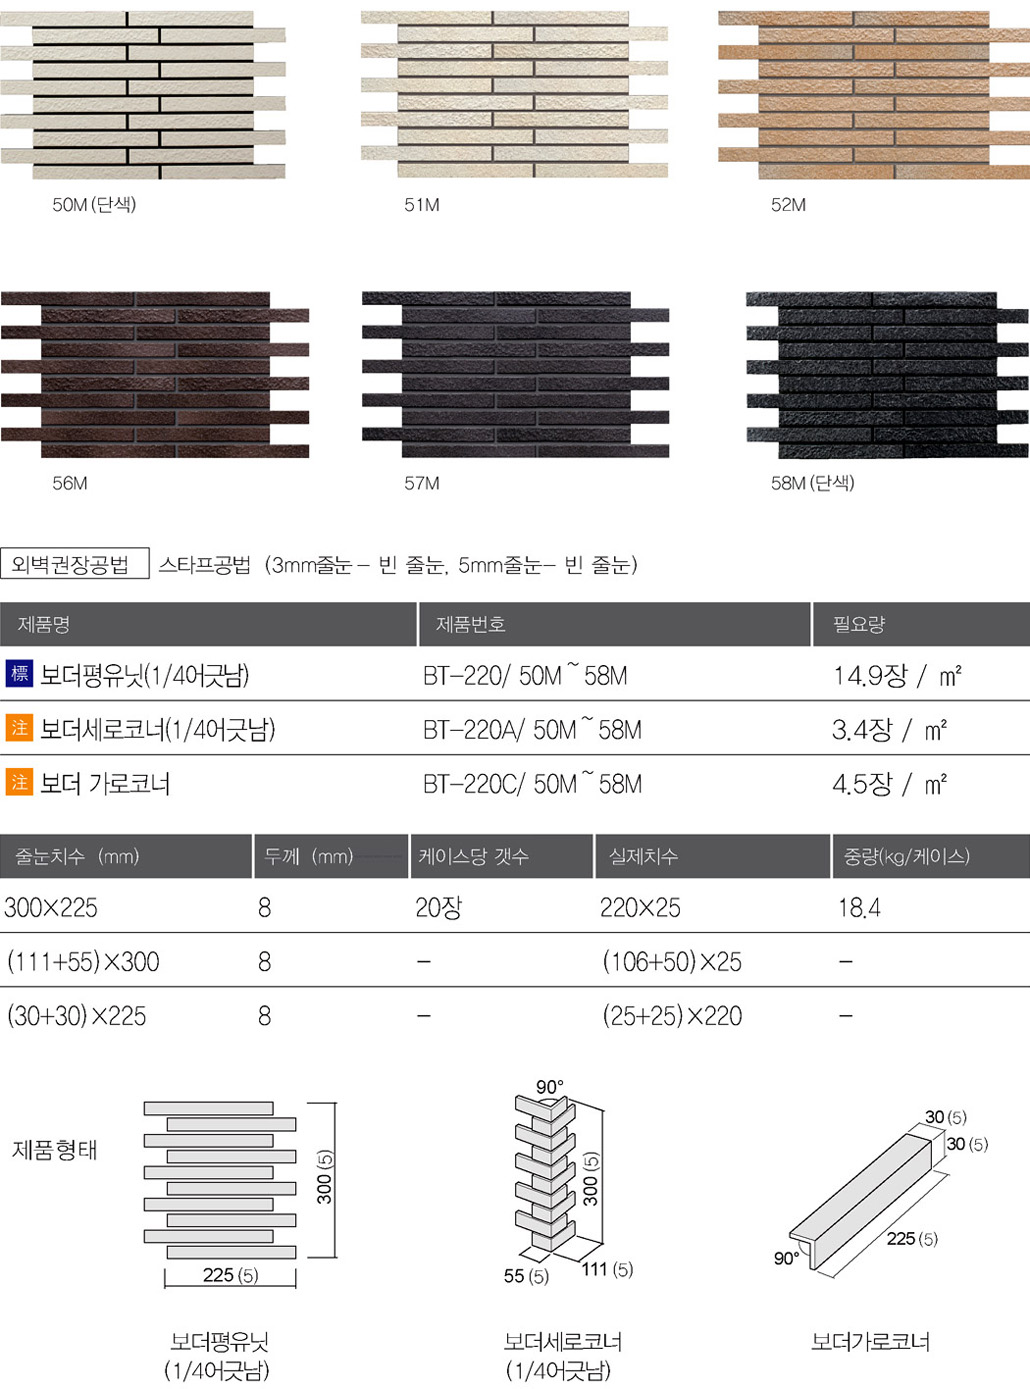 50M (단색)
51M
52M
56M
57M
58M (단색)
외벽권장공법 스타프공법 (3mm줄눈 - 빈 줄눈, 5mm줄눈- 빈 줄눈)
제품명 제품번호 필요량
標 보더평유닛(1/4어긋남) BT-220/ 50M ~ 58M 14.9장 / ㎡
注 보더세로코너(1/4어긋남) BT-220A/ 50M ~ 58M 3.4장 / ㎡
注 보더 가로코너 BT-220C/ 50M ~ 58M 4.5장 / ㎡
줄눈치수 (mm) 두께 (mm) 케이스당 갯수 실제치수 중량(kg/케이스)
300×225 8 20장 220×25 18.4
(111+55)×300 8 - (106+50)×25 -
(30+30)×225 8 - (25+25)×220 -
제품형태
300 (5)
225 (5)
보더평유닛
(1/4어긋남)
90°
300 (5)
55 (5)
111 (5)
보더세로코너
(1/4어긋남)
30 (5)
30 (5)
225 (5)
90°
보더가로코너